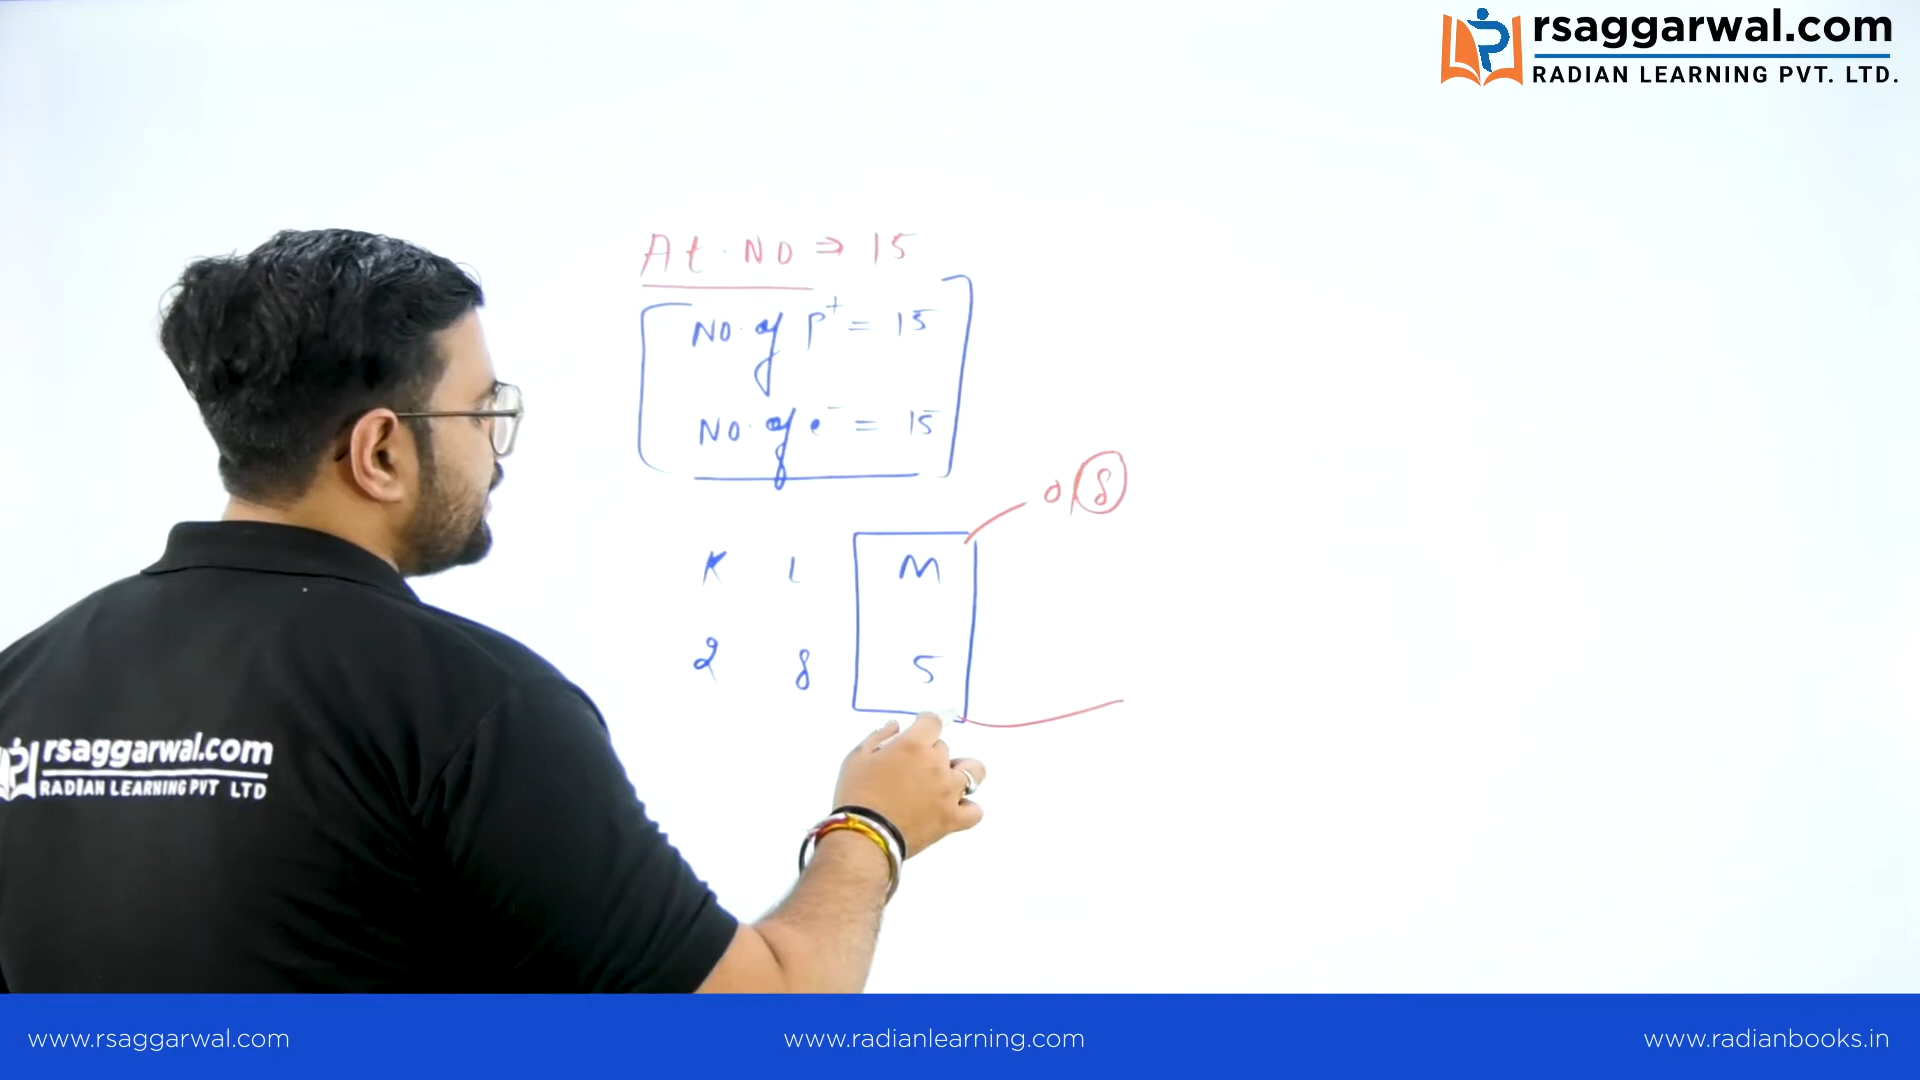 rsaggarwal.com
RADIAN LEARNING PVT. LTD.
At. No ⇒ 15
No. of p⁺ = 15
No. of e⁻ = 15
0, 8
K L M
2 8 5
rsaggarwal.com
RADIAN LEARNING PVT LTD
www.rsaggarwal.com www.radianlearning.com www.radianbooks.in